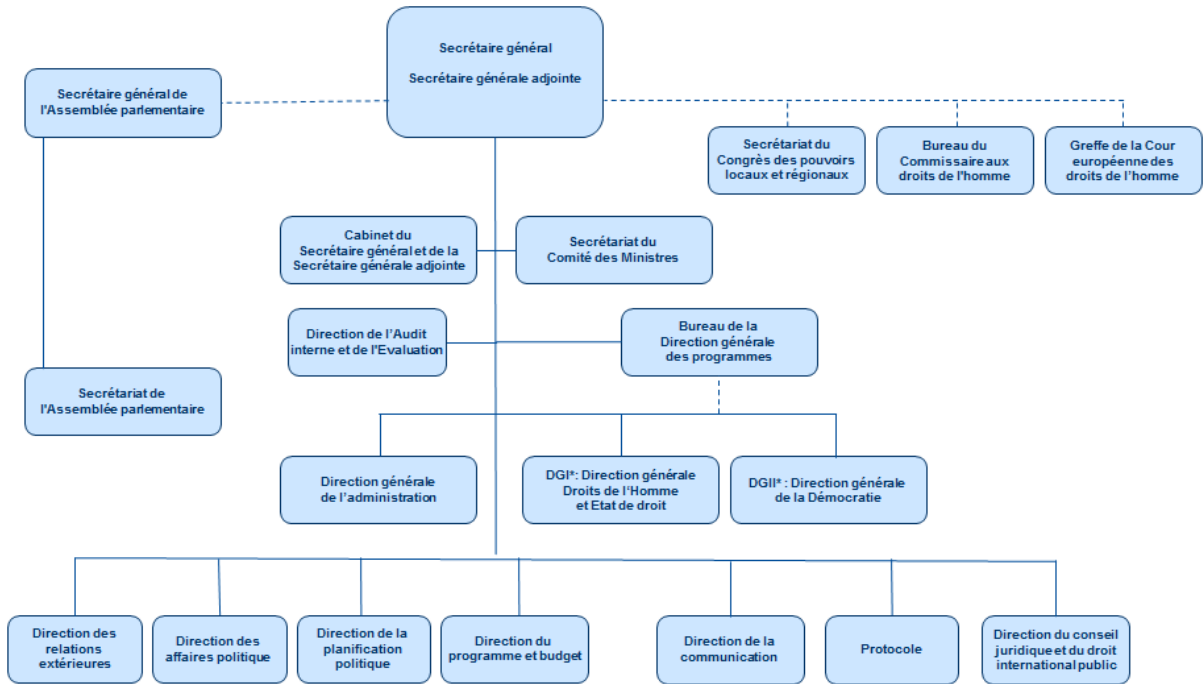 Secrétaire général
Secrétaire générale adjointe
Secrétaire général de
l'Assemblée parlementaire
Secrétariat du
Congrès des pouvoirs
locaux et régionaux
Bureau du
Commissaire aux
droits de l'homme
Greffe de la Cour
européenne des
droits de l'homme
Cabinet du
Secrétaire général et de la
Secrétaire générale adjointe
Secrétariat du
Comité des Ministres
Direction de l'Audit
interne et de l'Evaluation
Bureau de la
Direction générale
des programmes
Secrétariat de
l'Assemblée parlementaire
Direction générale
de l'administration
DGI* : Direction générale
Droits de l'Homme
et Etat de droit
DGII* : Direction générale
de la Démocratie
Direction des
relations
extérieures
Direction des
affaires politique
Direction de la
planification
politique
Direction du
programme et budget
Direction de la
communication
Protocole
Direction du conseil
juridique et du droit
international public